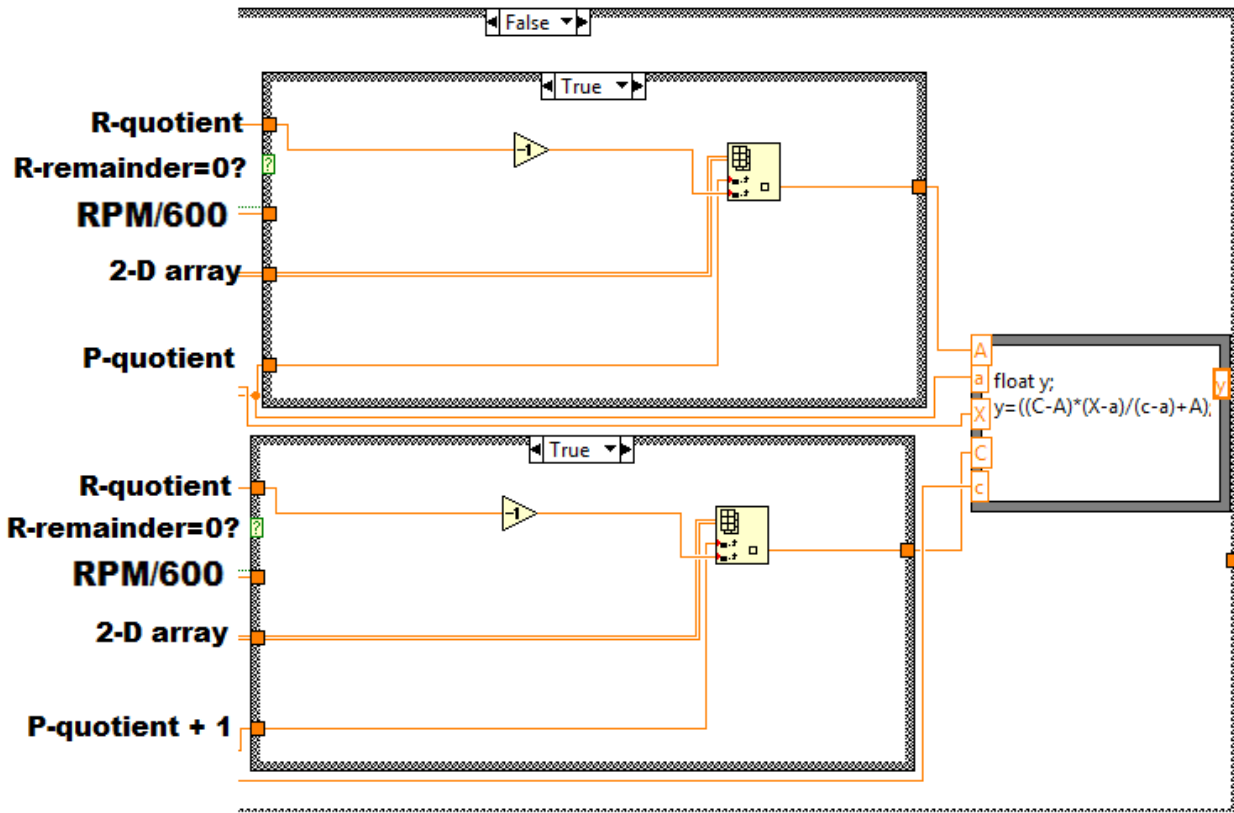 False
True
R-quotient
-1
R-remainder=0?
?
RPM/600
2-D array
P-quotient
A
a
X
C
c
float y;
y=((C-A)*(X-a)/(c-a)+A);
y
True
R-quotient
-1
R-remainder=0?
?
RPM/600
2-D array
P-quotient + 1